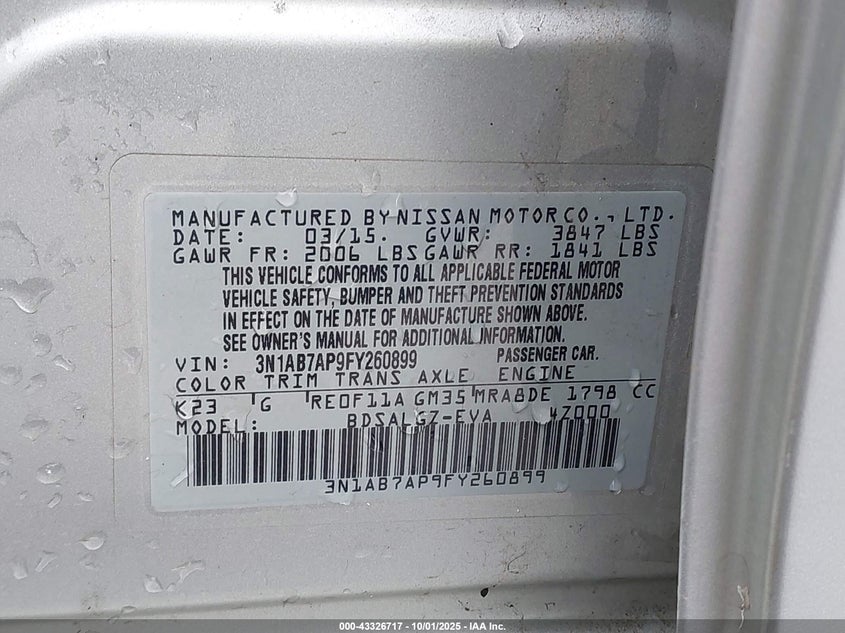 MANUFACTURED BY NISSAN MOTOR CO., LTD.
DATE: 03/15. GVWR: 3847 LBS
GAWR FR: 2006 LBS GAWR RR: 1841 LBS
THIS VEHICLE CONFORMS TO ALL APPLICABLE FEDERAL MOTOR
VEHICLE SAFETY, BUMPER AND THEFT PREVENTION STANDARDS
IN EFFECT ON THE DATE OF MANUFACTURE SHOWN ABOVE.
SEE OWNER'S MANUAL FOR ADDITIONAL INFORMATION.
VIN: 3N1AB7AP9FY260899 PASSENGER CAR.
COLOR TRIM TRANS AXLE ENGINE
K23 G RE0F11A GM35 MRA8DE 1798 CC
MODEL: BDSALGZ-EVA 4Z000
3N1AB7AP9FY260899
000-43326717 - 10/01/2025 - IAA Inc.